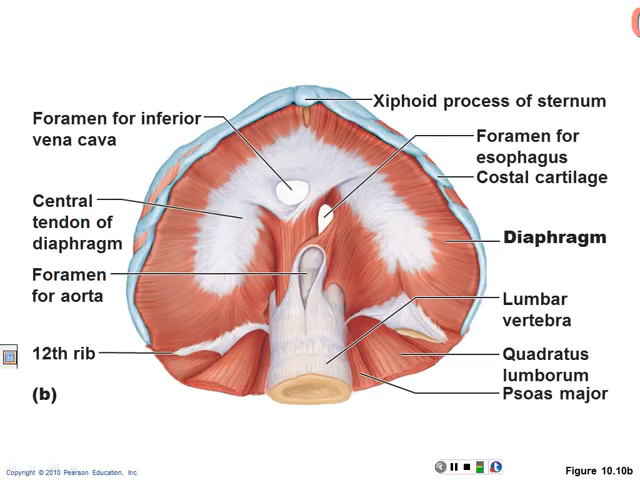 Xiphoid process of sternum
Foramen for inferior
vena cava
Foramen for
esophagus
Costal cartilage
Central
tendon of
diaphragm
Diaphragm
Foramen
for aorta
Lumbar
vertebra
12th rib
Quadratus
lumborum
Psoas major
(b)
Copyright © 2010 Pearson Education, Inc.
Figure 10.10b